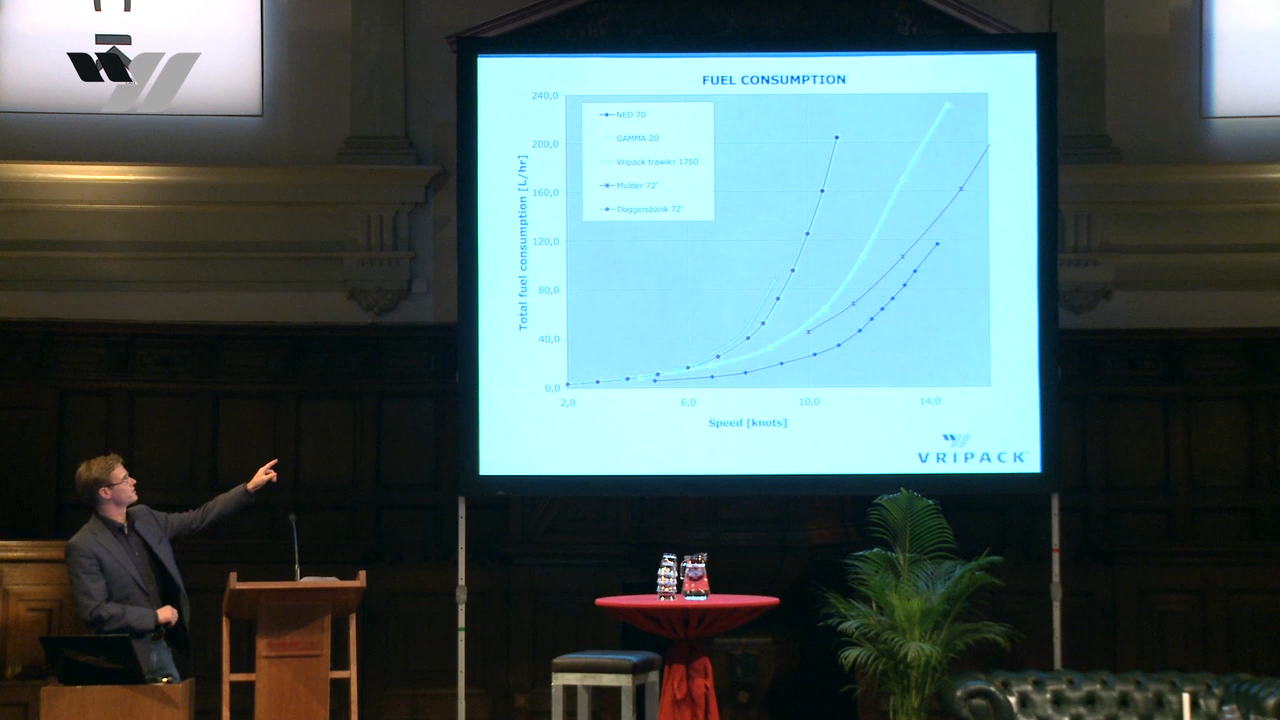 FUEL CONSUMPTION
240,0
200,0
160,0
120,0
80,0
40,0
0,0
Total fuel consumption [L/hr]
NED 70
GAMMA 20
Vripack trawler 1750
Mulder 72'
Doggersbank 72'
2,0 6,0 10,0 14,0
Speed [knots]
VRIPACK